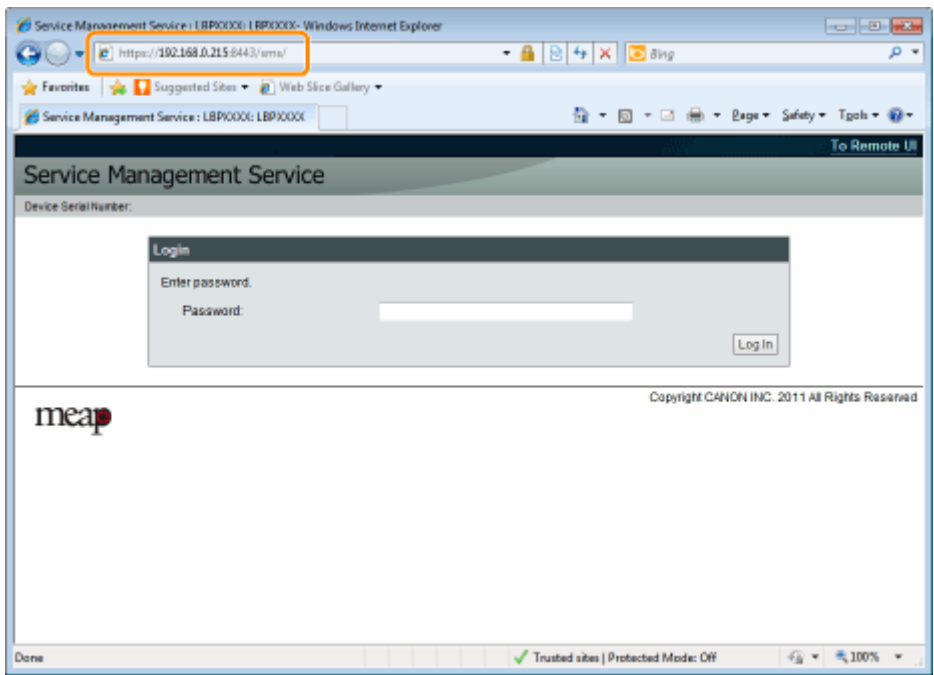 Service Management Service : LBPXXXX: LBPXXXX- Windows Internet Explorer
https://192.168.0.215:8443/sms/
Bing
Favorites Suggested Sites Web Slice Gallery
Service Management Service : LBPXXXX: LBPXXXX
Page Safety Tools
To Remote UI
Service Management Service
Device Serial Number:
Login
Enter password.
Password:
Log In
Copyright CANON INC. 2011 All Rights Reserved
meap
Done Trusted sites | Protected Mode: Off 100%